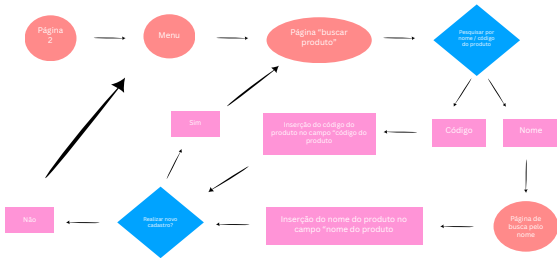 Página
2
Menu
Página "buscar
produto"
Pesquisar por
nome / código
do produto
Sim
Inserção do código do
produto no campo "código do
produto
Código
Nome
Não
Realizar novo
cadastro?
Inserção do nome do produto no
campo "nome do produto
Página de
busca pelo
nome